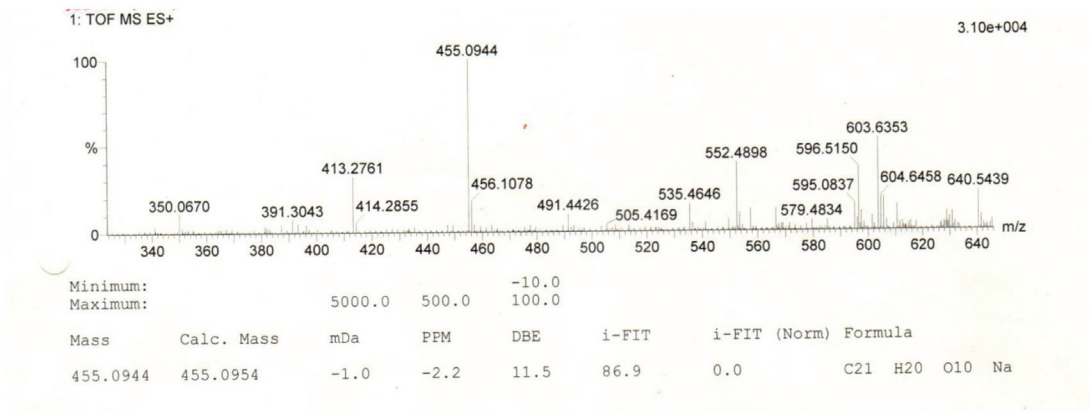 1: TOF MS ES+
3.10e+004
100
%
0
455.0944
413.2761
456.1078
414.2855
350.0670
391.3043
491.4426
505.4169
535.4646
552.4898
579.4834
596.5150
595.0837
603.6353
604.6458
640.5439
m/z
340 360 380 400 420 440 460 480 500 520 540 560 580 600 620 640
Minimum: -10.0
Maximum: 5000.0 500.0 100.0
Mass Calc. Mass mDa PPM DBE i-FIT i-FIT (Norm) Formula
455.0944 455.0954 -1.0 -2.2 11.5 86.9 0.0 C21 H20 O10 Na